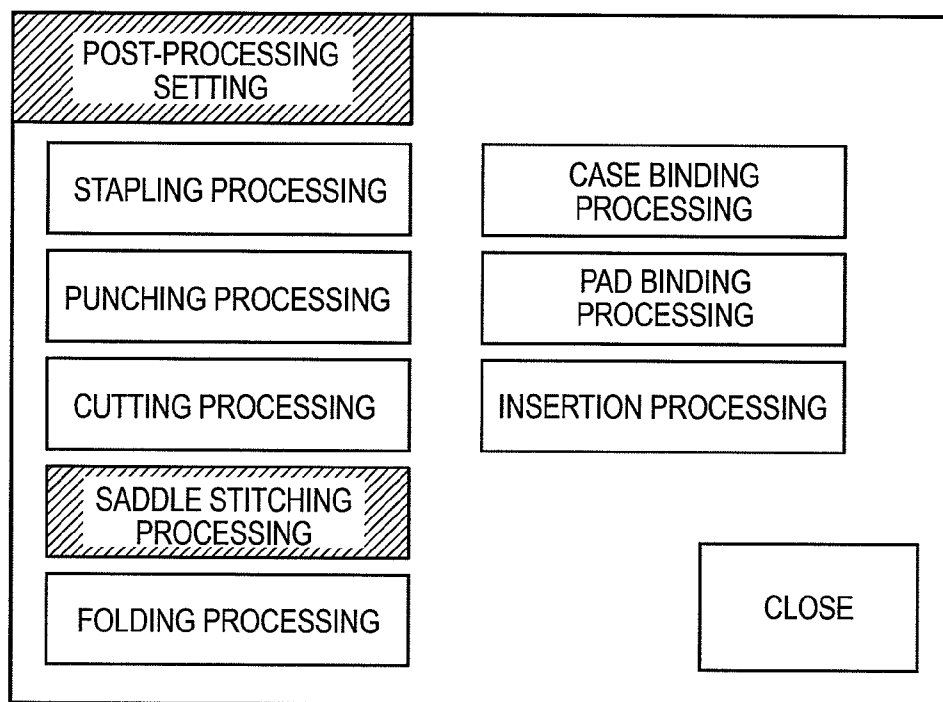 POST-PROCESSING
SETTING
STAPLING PROCESSING
PUNCHING PROCESSING
CUTTING PROCESSING
SADDLE STITCHING
PROCESSING
FOLDING PROCESSING
CASE BINDING
PROCESSING
PAD BINDING
PROCESSING
INSERTION PROCESSING
CLOSE